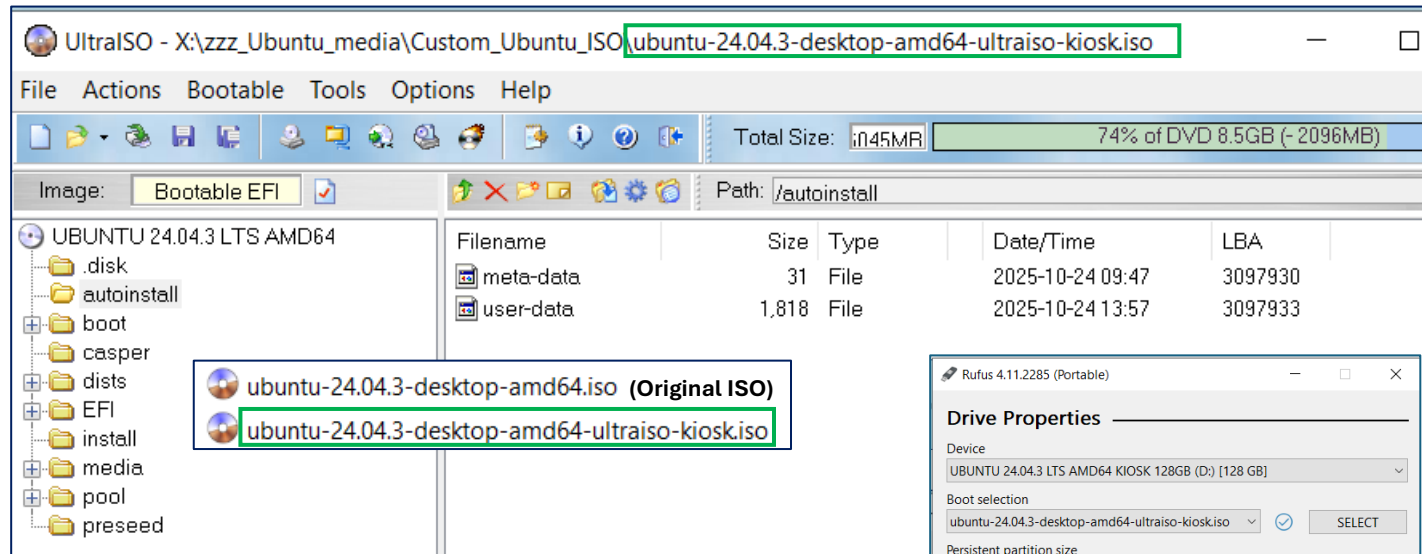 UltraISO - X:\zzz_Ubuntu_media\Custom_Ubuntu_ISO\ubuntu-24.04.3-desktop-amd64-ultraiso-kiosk.iso
File Actions Bootable Tools Options Help
Total Size: 74% of DVD 8.5GB (- 2096MB)
Image: Bootable EFI Path: /autoinstall
UBUNTU 24.04.3 LTS AMD64
.disk
autoinstall
boot
casper
dists
EFI
install
media
pool
preseed
Filename Size Type Date/Time LBA
meta-data 31 File 2025-10-24 09:47 3097930
user-data 1,818 File 2025-10-24 13:57 3097933
ubuntu-24.04.3-desktop-amd64.iso (Original ISO)
ubuntu-24.04.3-desktop-amd64-ultraiso-kiosk.iso
Rufus 4.11.2285 (Portable)
Drive Properties
Device
UBUNTU 24.04.3 LTS AMD64 KIOSK 128GB (D:) [128 GB]
Boot selection
ubuntu-24.04.3-desktop-amd64-ultraiso-kiosk.iso SELECT
Persistent partition size